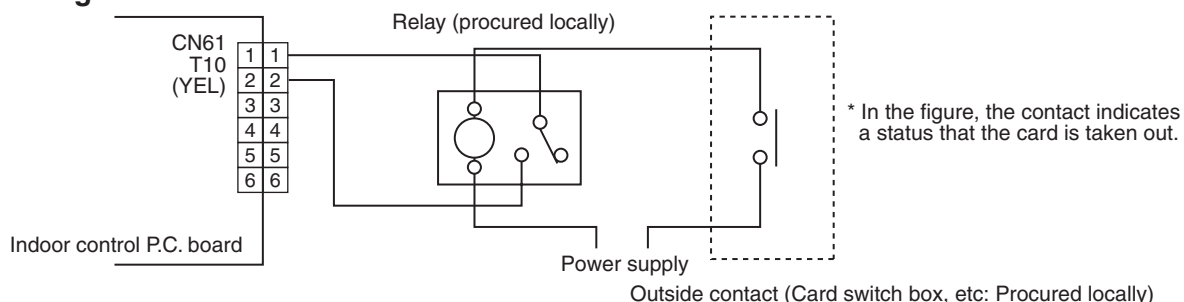 Relay (procured locally)
CN61
T10
(YEL)
1 1
2 2
3 3
4 4
5 5
6 6
* In the figure, the contact indicates
a status that the card is taken out.
Indoor control P.C. board
Power supply
Outside contact (Card switch box, etc: Procured locally)